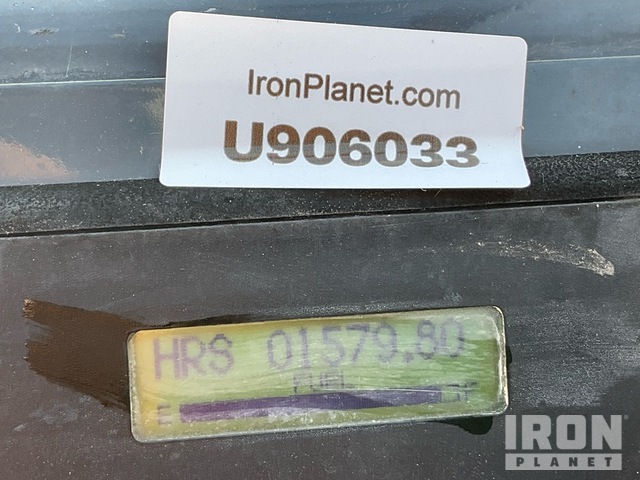 IronPlanet.com
U906033
HRS 01579.80
FUEL
E
IRON
PLANET